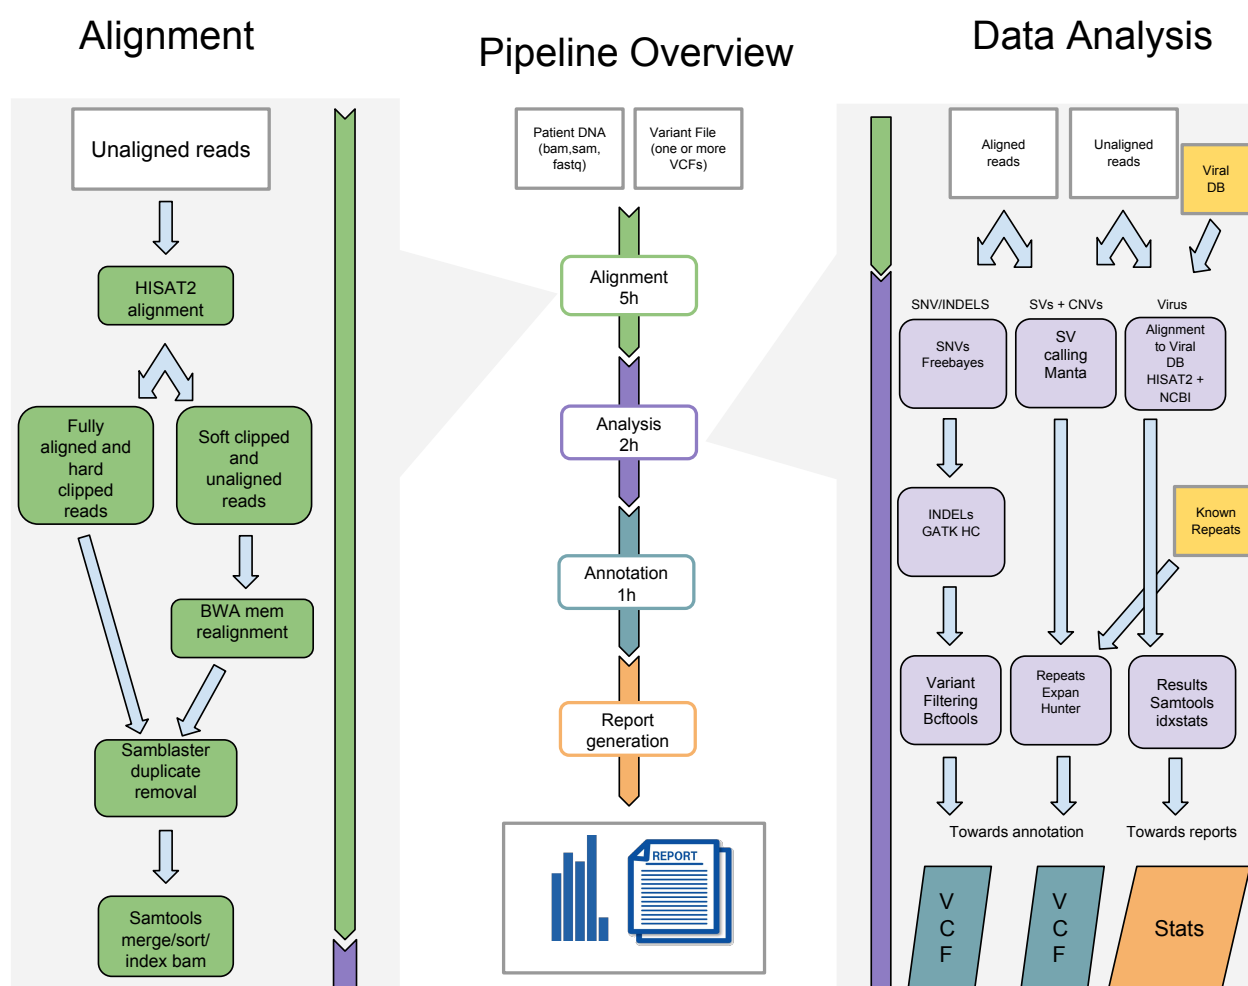 Alignment
Unaligned reads
HISAT2
alignment
Fully
aligned and
hard
clipped
reads
Soft clipped
and
unaligned
reads
BWA mem
realignment
Samblaster
duplicate
removal
Samtools
merge/sort/
index bam
Pipeline Overview
Patient DNA
(bam,sam,
fastq)
Variant File
(one or more
VCFs)
Alignment
5h
Analysis
2h
Annotation
1h
Report
generation
REPORT
Data Analysis
Aligned
reads
Unaligned
reads
Viral
DB
SNV/INDELS
SVs + CNVs
Virus
SNVs
Freebayes
SV
calling
Manta
Alignment
to Viral
DB
HISAT2 +
NCBI
INDELs
GATK HC
Known
Repeats
Variant
Filtering
Bcftools
Repeats
Expan
Hunter
Results
Samtools
idxstats
Towards annotation
Towards reports
V
C
F
V
C
F
Stats